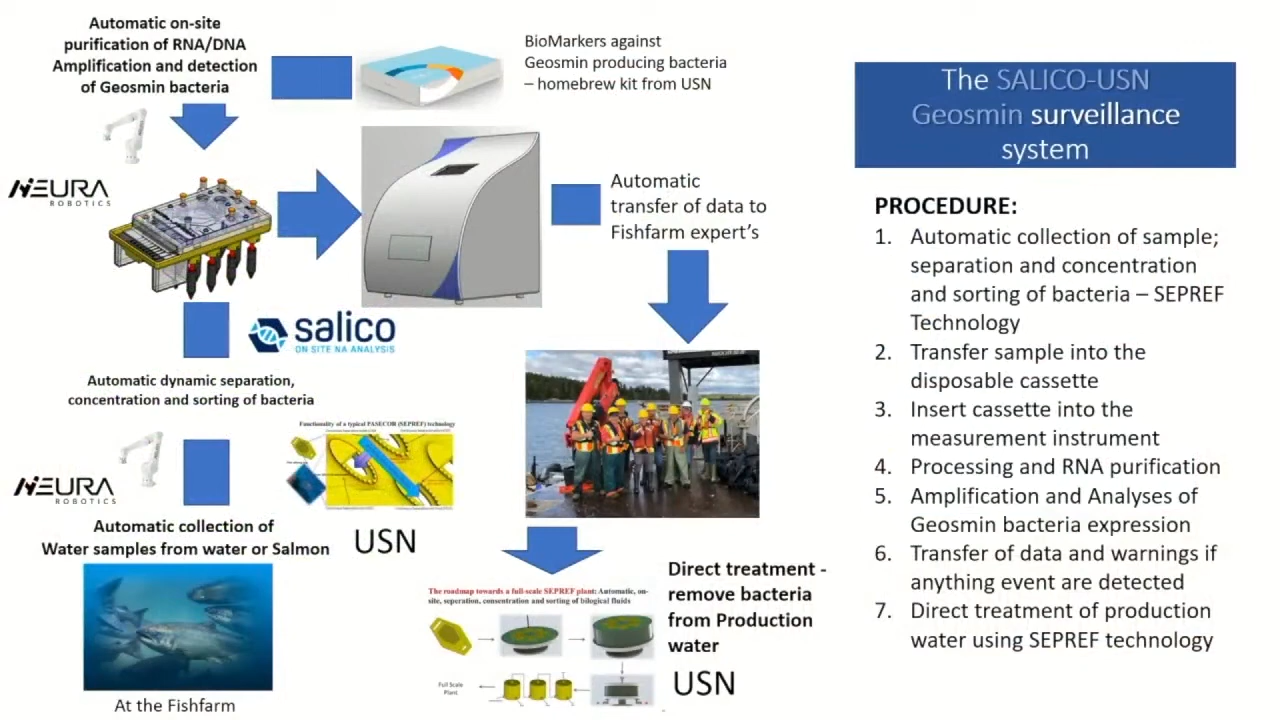 Automatic on-site
purification of RNA/DNA
Amplification and detection
of Geosmin bacteria
BioMarkers against
Geosmin producing bacteria
– homebrew kit from USN
NEURA
ROBOTICS
Automatic
transfer of data to
Fishfarm expert's
salico
ON SITE NA ANALYSIS
Automatic dynamic separation,
concentration and sorting of bacteria
Functionality of a typical PASECOR (SEPREF) technology
NEURA
ROBOTICS
USN
Automatic collection of
Water samples from water or Salmon
At the Fishfarm
Direct treatment -
remove bacteria
from Production
water
USN
The roadmap towards a full-scale SEPREF plant: Automatic, on-
site, seperation, consentration and sorting of bilogical fluids
Full Scale
Plant.
The SALICO-USN
Geosmin surveillance
system
PROCEDURE:
1. Automatic collection of sample;
separation and concentration
and sorting of bacteria – SEPREF
Technology
2. Transfer sample into the
disposable cassette
3. Insert cassette into the
measurement instrument
4. Processing and RNA purification
5. Amplification and Analyses of
Geosmin bacteria expression
6. Transfer of data and warnings if
anything event are detected
7. Direct treatment of production
water using SEPREF technology